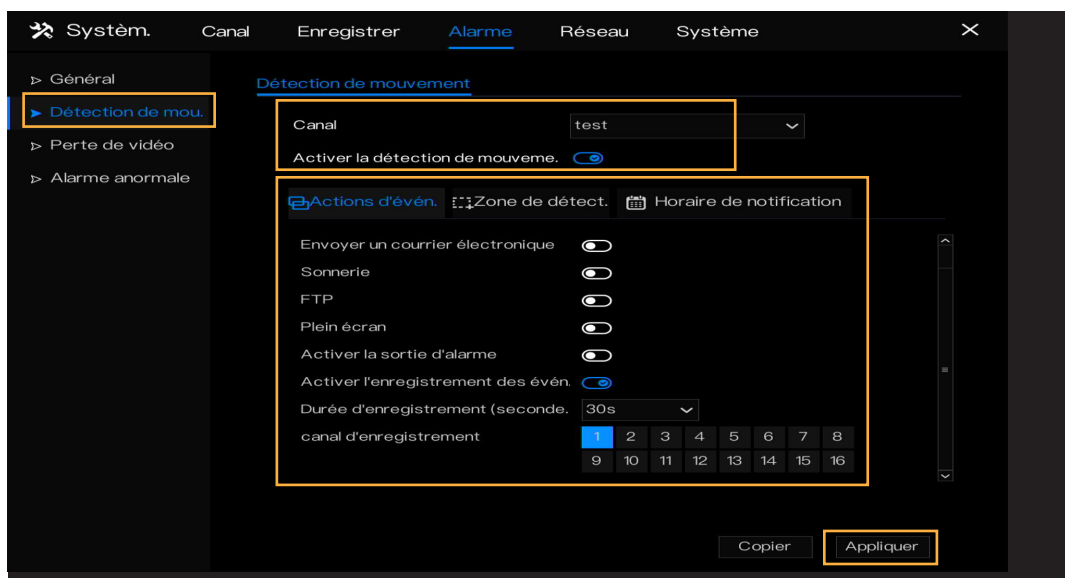 Systèm. Canal Enregistrer Alarme Réseau Système
Général
Détection de mou.
Perte de vidéo
Alarme anormale
Détection de mouvement
Canal test
Activer la détection de mouveme.
Actions d'évén. Zone de détect. Horaire de notification
Envoyer un courrier électronique
Sonnerie
FTP
Plein écran
Activer la sortie d'alarme
Activer l'enregistrement des évén.
Durée d'enregistrement (seconde. 30s
canal d'enregistrement 1 2 3 4 5 6 7 8
9 10 11 12 13 14 15 16
Copier Appliquer